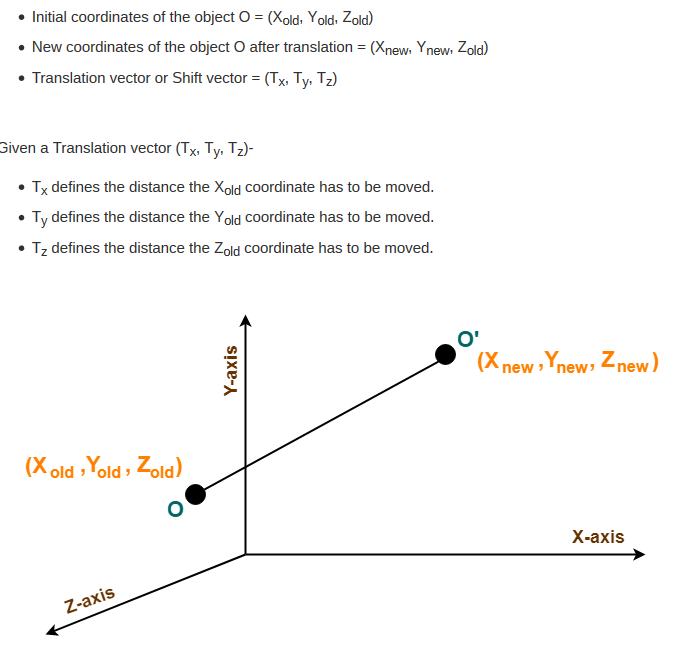 • Initial coordinates of the object O = (Xold, Yold, Zold)
• New coordinates of the object O after translation = (Xnew, Ynew, Zold)
• Translation vector or Shift vector = (Tx, Ty, Tz)
Given a Translation vector (Tx, Ty, Tz)-
• Tx defines the distance the Xold coordinate has to be moved.
• Ty defines the distance the Yold coordinate has to be moved.
• Tz defines the distance the Zold coordinate has to be moved.
O'
(X new ,Ynew, Z new)
Y-axis
(X old ,Yold , Zold)
O
X-axis
Z-axis